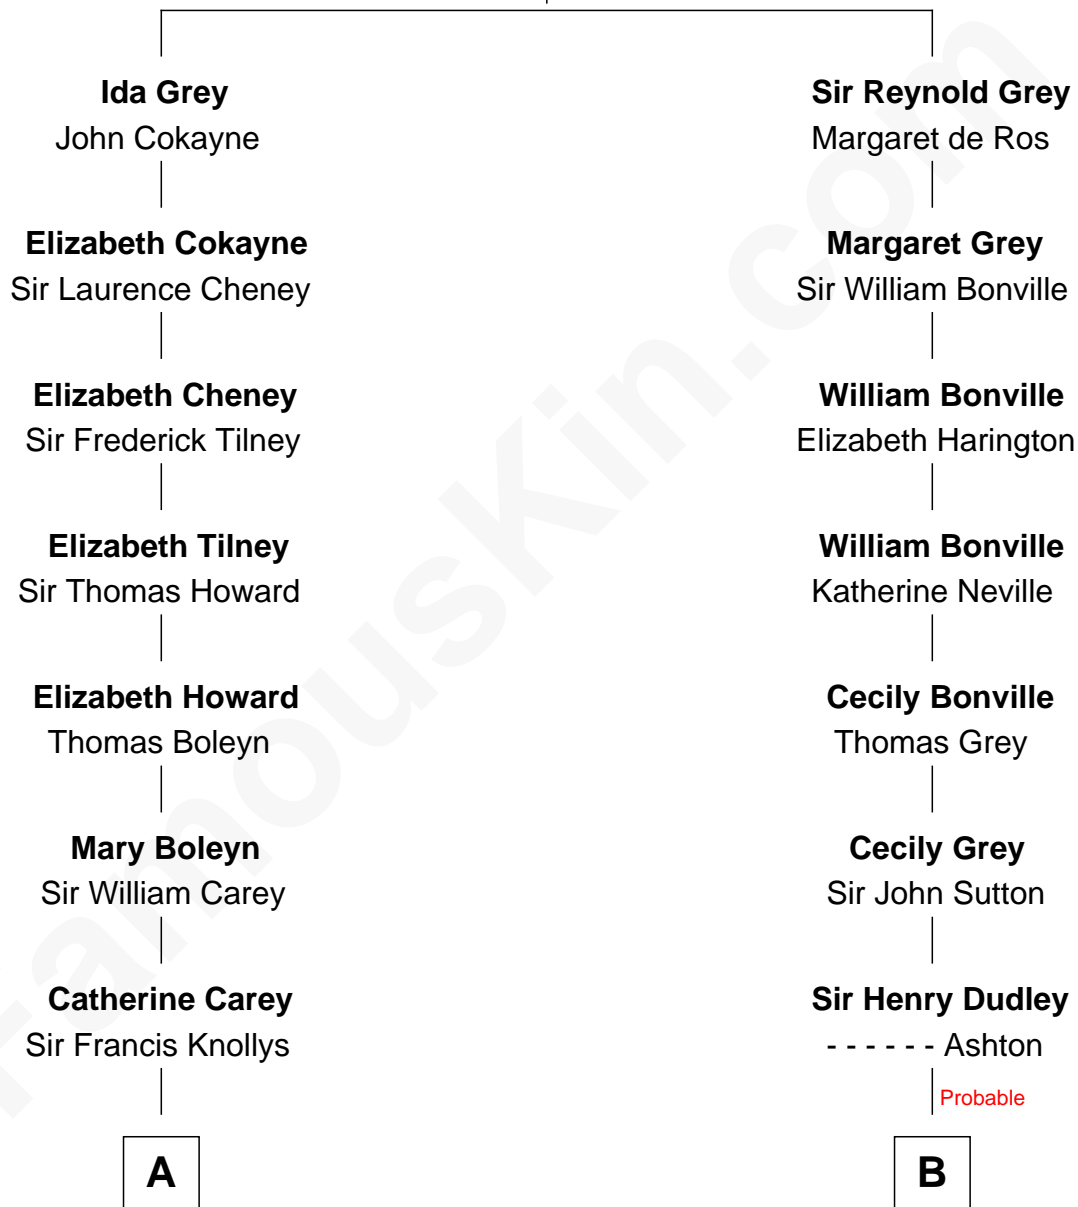 Ida Grey
John Cokayne
Sir Reynold Grey
Margaret de Ros
Elizabeth Cokayne
Sir Laurence Cheney
Margaret Grey
Sir William Bonville
Elizabeth Cheney
Sir Frederick Tilney
William Bonville
Elizabeth Harington
Elizabeth Tilney
Sir Thomas Howard
William Bonville
Katherine Neville
Elizabeth Howard
Thomas Boleyn
Cecily Bonville
Thomas Grey
Mary Boleyn
Sir William Carey
Cecily Grey
Sir John Sutton
Catherine Carey
Sir Francis Knollys
Sir Henry Dudley
- - - - - - Ashton
Probable
A
B
FamousKin.com